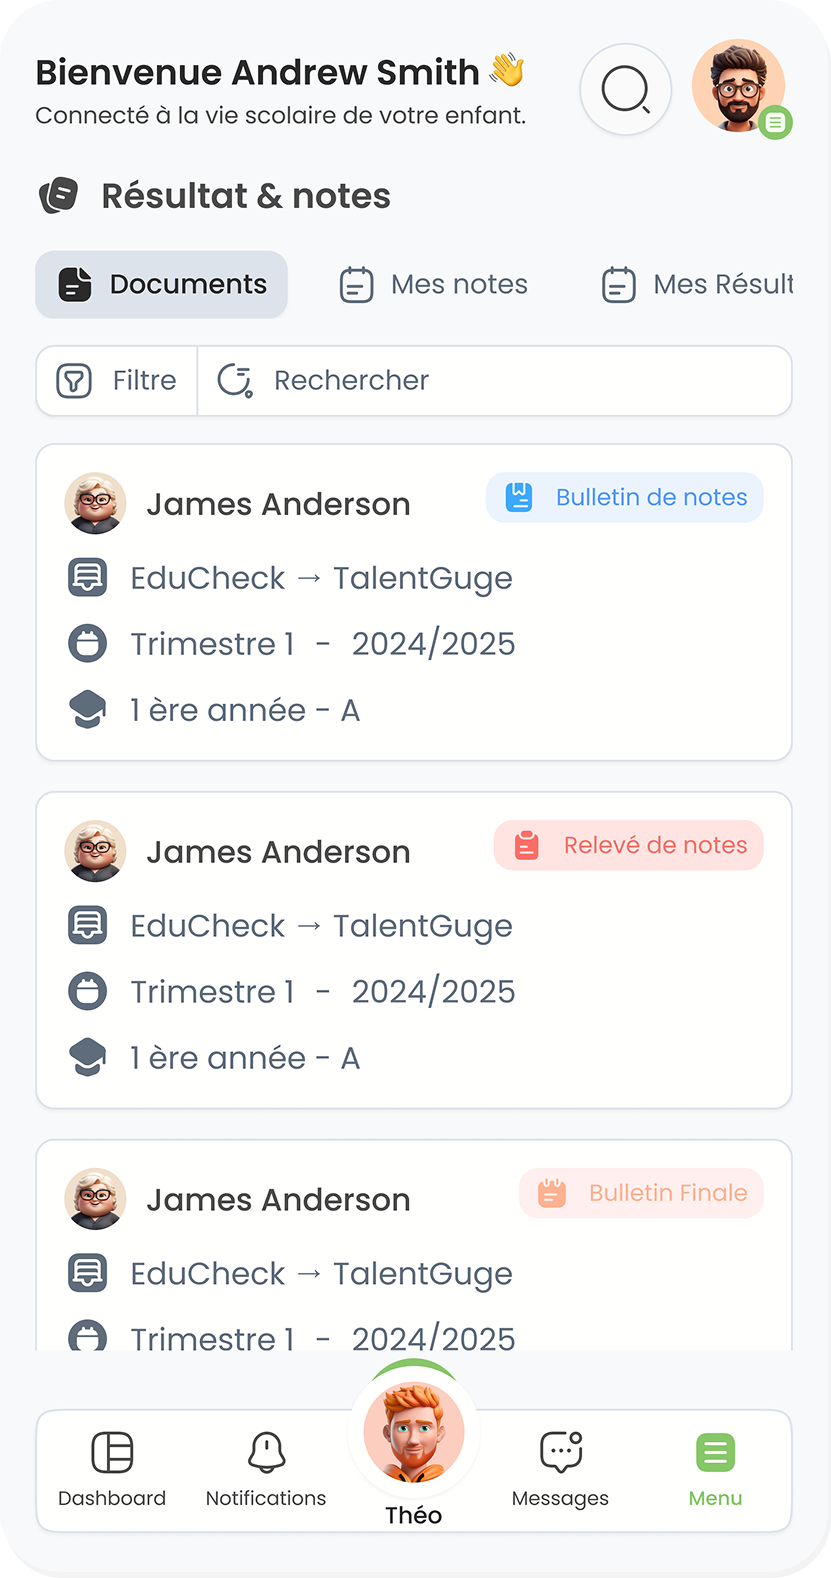 Bienvenue Andrew Smith 👋
Connecté à la vie scolaire de votre enfant.
Résultat & notes
Documents Mes notes Mes Résult
Filtre Rechercher
James Anderson Bulletin de notes
EduCheck → TalentGuge
Trimestre 1 - 2024/2025
1 ère année - A
James Anderson Relevé de notes
EduCheck → TalentGuge
Trimestre 1 - 2024/2025
1 ère année - A
James Anderson Bulletin Finale
EduCheck → TalentGuge
Trimestre 1 - 2024/2025
Dashboard Notifications Théo Messages Menu